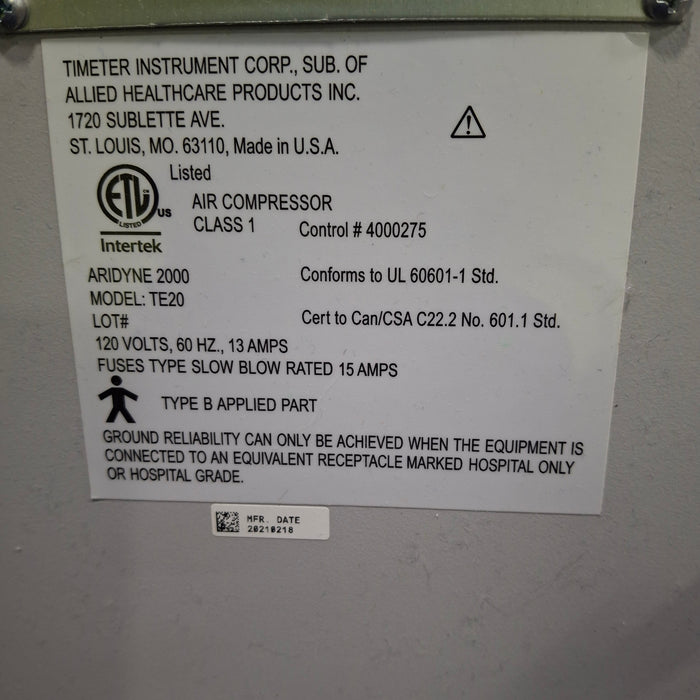 TIMETER INSTRUMENT CORP., SUB. OF
ALLIED HEALTHCARE PRODUCTS INC.
1720 SUBLETTE AVE.
ST. LOUIS, MO. 63110, Made in U.S.A.
Listed
ETL CM
LISTED
US
Intertek
AIR COMPRESSOR
CLASS 1
Control # 4000275
ARIDYNE 2000
Conforms to UL 60601-1 Std.
MODEL: TE20
LOT#
Cert to Can/CSA C22.2 No. 601.1 Std.
120 VOLTS, 60 HZ., 13 AMPS
FUSES TYPE SLOW BLOW RATED 15 AMPS
TYPE B APPLIED PART
GROUND RELIABILITY CAN ONLY BE ACHIEVED WHEN THE EQUIPMENT IS
CONNECTED TO AN EQUIVALENT RECEPTACLE MARKED HOSPITAL ONLY
OR HOSPITAL GRADE.
MFR. DATE
20210218